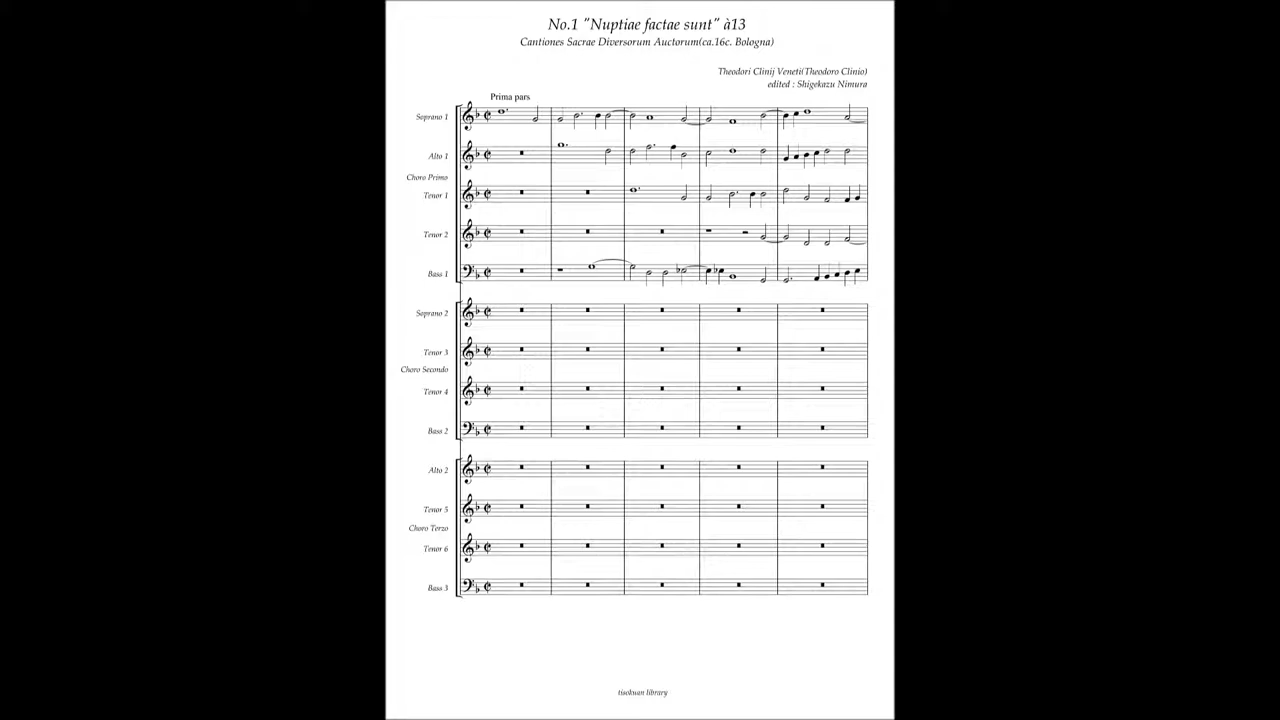 No.1 "Nuptiae factae sunt" à13
Cantiones Sacrae Diversorum Auctorum(ca.16c. Bologna)
Theodori Clinij Veneti(Theodoro Clinio)
edited : Shigekazu Nimura
Prima pars
Soprano 1
Alto 1
Choro Primo
Tenor 1
Tenor 2
Bass 1
Soprano 2
Tenor 3
Choro Secondo
Tenor 4
Bass 2
Alto 2
Tenor 5
Choro Terzo
Tenor 6
Bass 3
tisokuan library